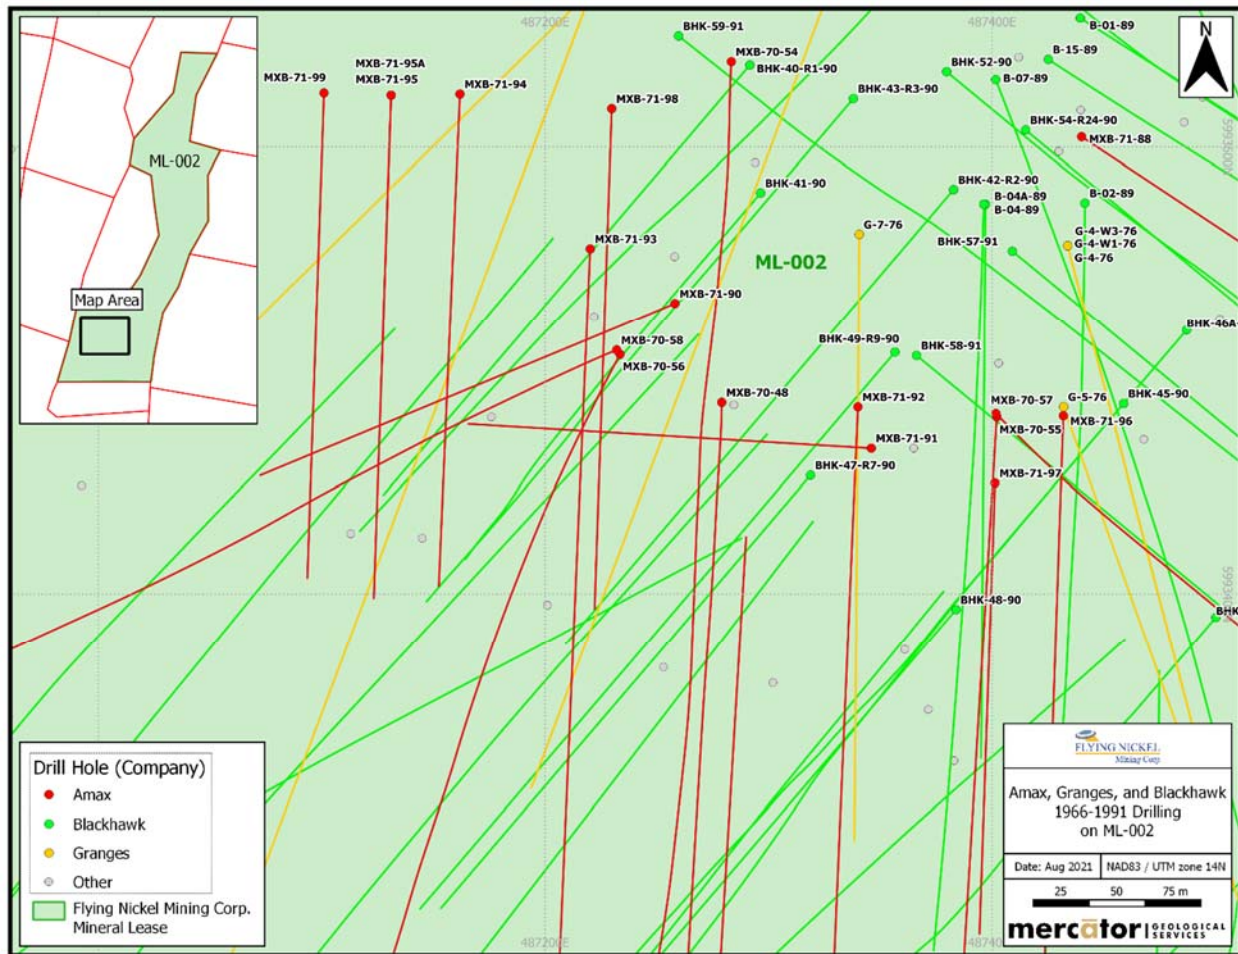 487200E
487400E
B-01-89
BHK-59-91
MXB-70-54
B-15-89
N
BHK-40-R1-90
BHK-52-90
B-07-89
MXB-71-95A
MXB-71-99
MXB-71-95
MXB-71-94
BHK-43-R3-90
MXB-71-98
BHK-54-R24-90
MXB-71-88
ML-002
BHK-41-90
BHK-42-R2-90
B-04A-89
B-04-89
B-02-89
G-7-76
G-4-W3-76
G-4-W1-76
G-4-76
MXB-71-93
BHK-57-91
ML-002
Map Area
MXB-71-90
BHK-46A-
MXB-70-58
MXB-70-56
BHK-49-R9-90
BHK-58-91
MXB-70-48
MXB-71-92
MXB-70-57
G-5-76
BHK-45-90
MXB-70-55
MXB-71-96
MXB-71-91
BHK-47-R7-90
MXB-71-97
BHK-48-90
BHK
Drill Hole (Company)
Amax
Blackhawk
Granges
Other
Flying Nickel Mining Corp.
Mineral Lease
FLYING NICKEL
Mining Corp.
Amax, Granges, and Blackhawk
1966-1991 Drilling
on ML-002
Date: Aug 2021
NAD83 / UTM zone 14N
25 50 75 m
mercator GEOLOGICAL
SERVICES
487200E